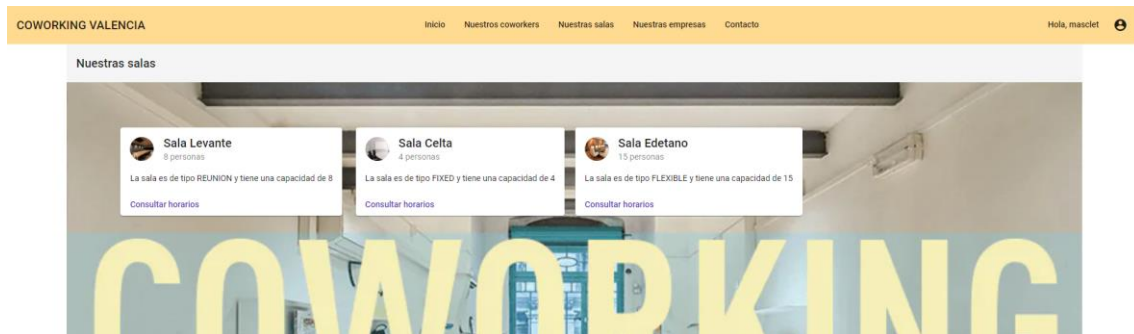 COWORKING VALENCIA
Inicio Nuestros coworkers Nuestras salas Nuestras empresas Contacto
Hola, masclet
Nuestras salas
Sala Levante
8 personas
La sala es de tipo REUNION y tiene una capacidad de 8
Consultar horarios
Sala Celta
4 personas
La sala es de tipo FIXED y tiene una capacidad de 4
Consultar horarios
Sala Edetano
15 personas
La sala es de tipo FLEXIBLE y tiene una capacidad de 15
Consultar horarios
COWORKING